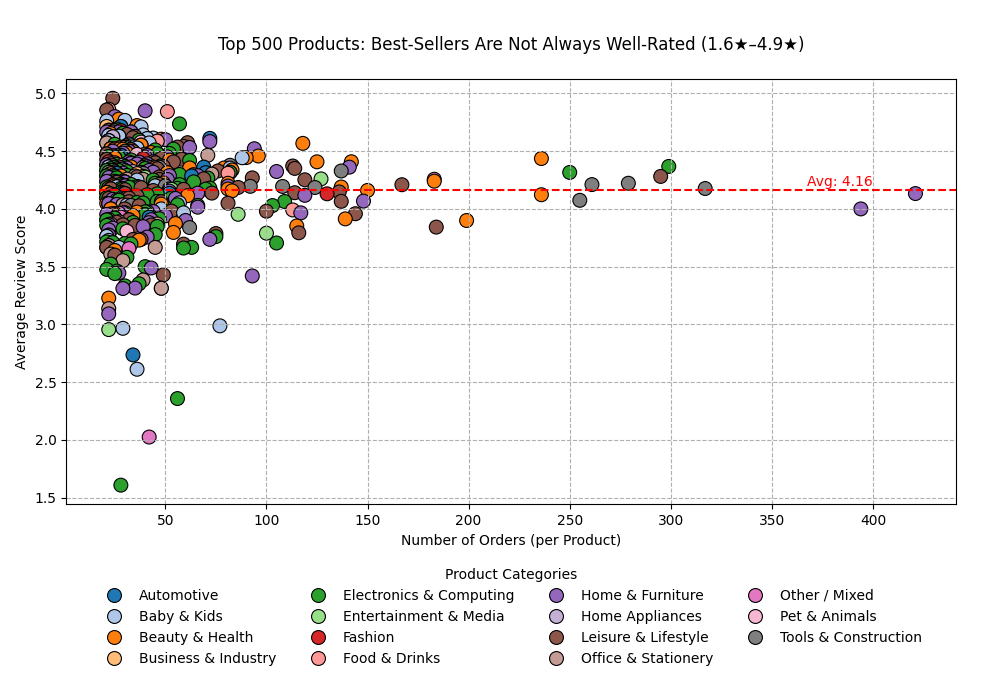 Top 500 Products: Best-Sellers Are Not Always Well-Rated (1.6★–4.9★)
5.0
4.5
4.0
3.5
3.0
2.5
2.0
1.5
Average Review Score
Avg: 4.16
50 100 150 200 250 300 350 400
Number of Orders (per Product)
Product Categories
Automotive Electronics & Computing Home & Furniture Other / Mixed
Baby & Kids Entertainment & Media Home Appliances Pet & Animals
Beauty & Health Fashion Leisure & Lifestyle Tools & Construction
Business & Industry Food & Drinks Office & Stationery